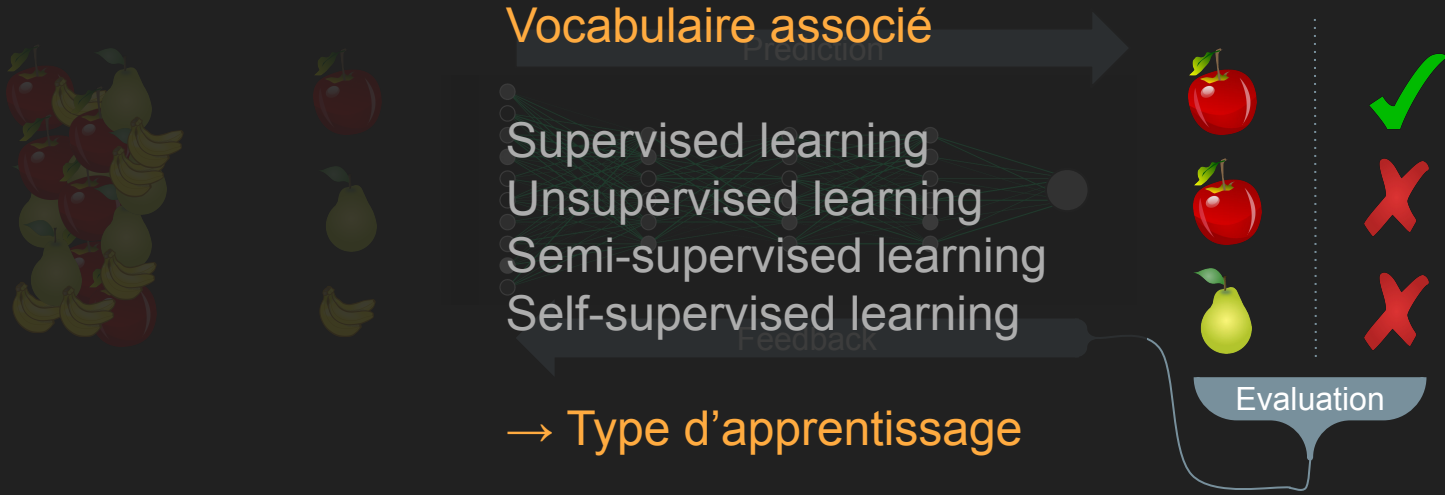 Vocabulaire associé
Prediction
Supervised learning
Unsupervised learning
Semi-supervised learning
Self-supervised learning
Feedback
Evaluation
→ Type d’apprentissage